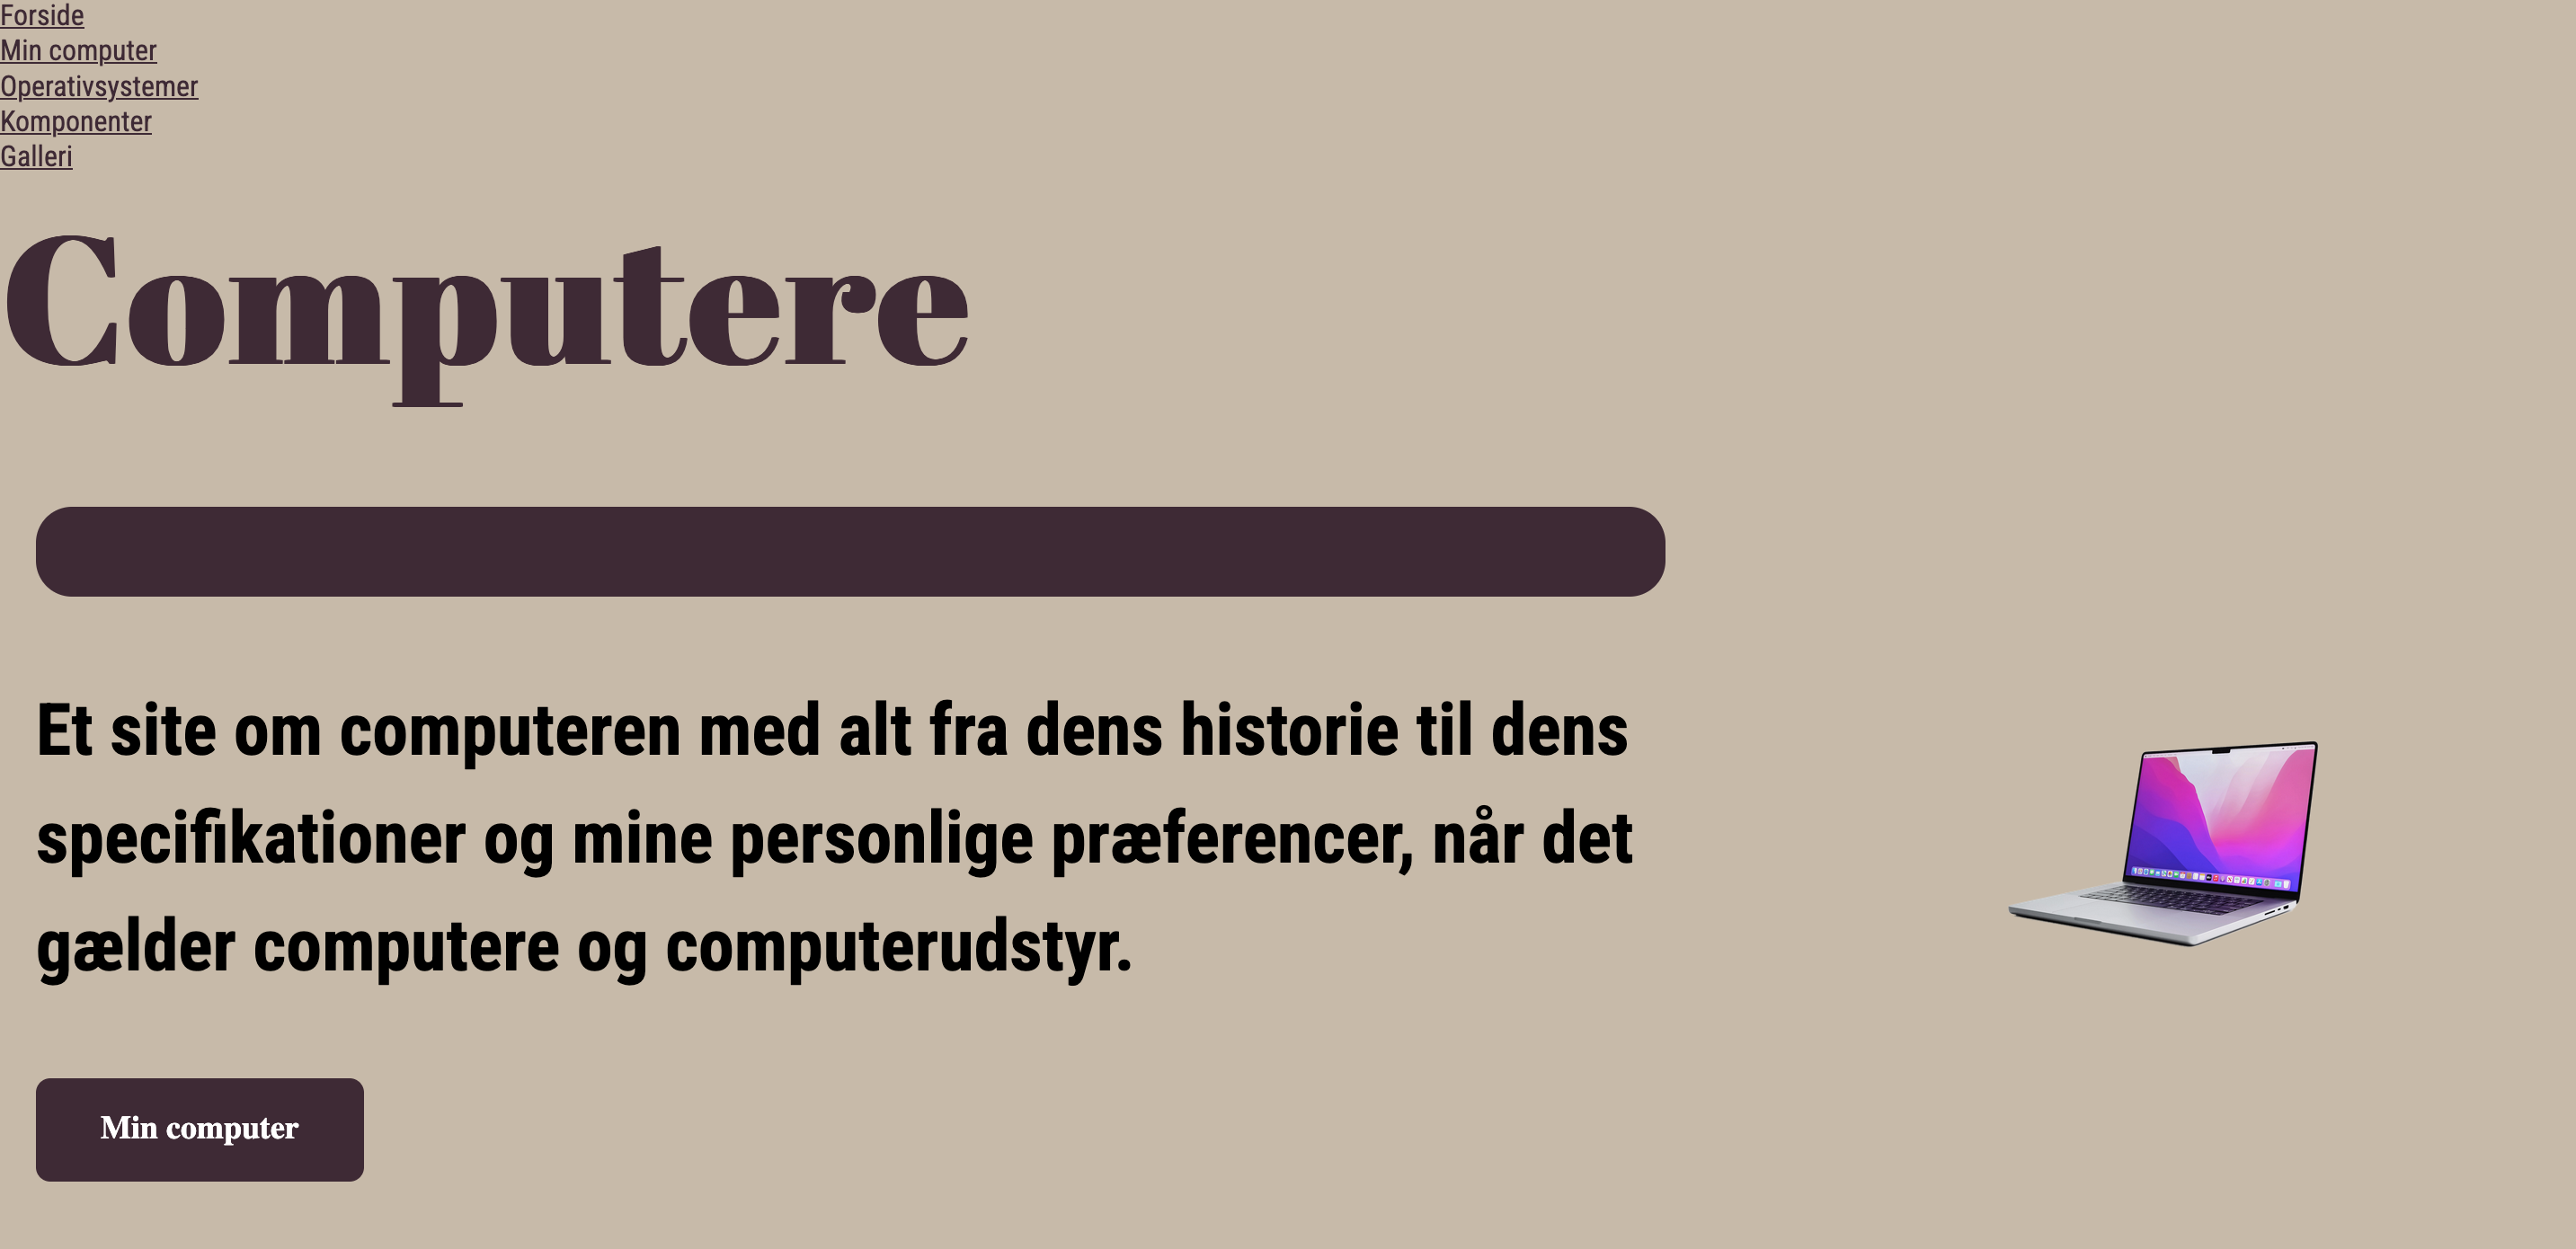 Forside
Min computer
Operativsystemer
Komponenter
Galleri
Computere
Et site om computeren med alt fra dens historie til dens
specifikationer og mine personlige præferencer, når det
gælder computere og computerudstyr.
Min computer